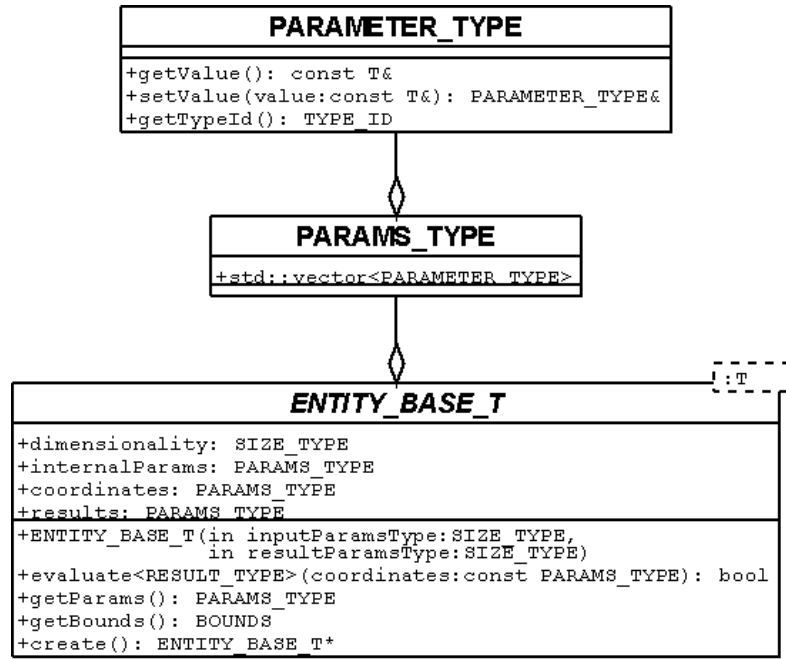 PARAMETER_TYPE
+getValue(): const T&
+setValue(value:const T&): PARAMETER_TYPE&
+getTypeId(): TYPE_ID
PARAMS_TYPE
+std::vector<PARAMETER_TYPE>
:T
ENTITY_BASE_T
+dimensionality: SIZE_TYPE
+internalParams: PARAMS_TYPE
+coordinates: PARAMS_TYPE
+results: PARAMS_TYPE
+ENTITY_BASE_T(in inputParamsType:SIZE_TYPE,
in resultParamsType:SIZE_TYPE)
+evaluate<RESULT_TYPE>(coordinates:const PARAMS_TYPE): bool
+getParams(): PARAMS_TYPE
+getBounds(): BOUNDS
+create(): ENTITY_BASE_T*